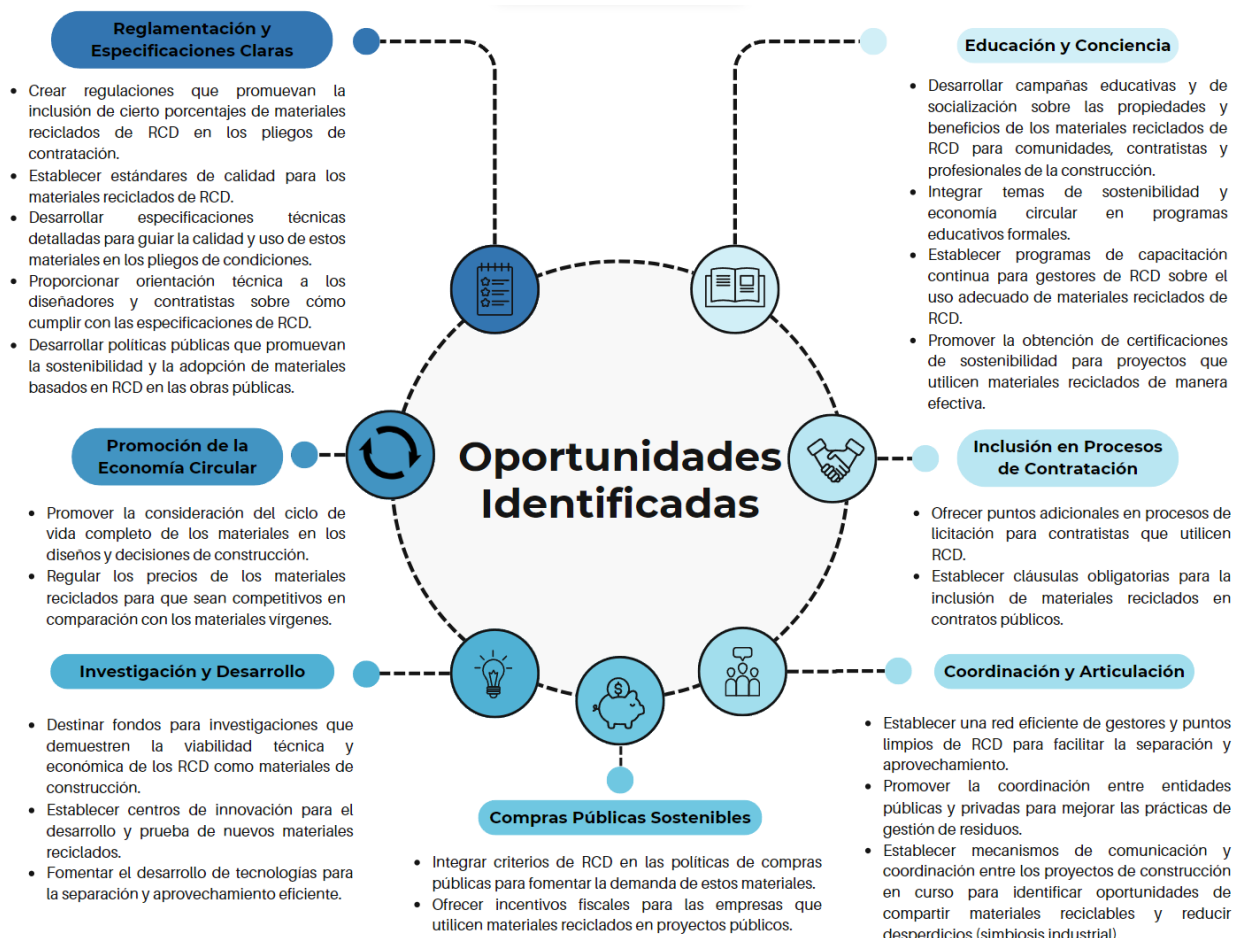 Reglamentación y
Especificaciones Claras
• Crear regulaciones que promuevan la
inclusión de cierto porcentajes de materiales
reciclados de RCD en los pliegos de
contratación.
• Establecer estándares de calidad para los
materiales reciclados de RCD.
• Desarrollar especificaciones técnicas
detalladas para guiar la calidad y uso de estos
materiales en los pliegos de condiciones.
• Proporcionar orientación técnica a los
diseñadores y contratistas sobre cómo
cumplir con las especificaciones de RCD.
• Desarrollar políticas públicas que promuevan
la sostenibilidad y la adopción de materiales
basados en RCD en las obras públicas.
Promoción de la
Economía Circular
• Promover la consideración del ciclo de
vida completo de los materiales en los
diseños y decisiones de construcción.
• Regular los precios de los materiales
reciclados para que sean competitivos en
comparación con los materiales vírgenes.
Investigación y Desarrollo
• Destinar fondos para investigaciones que
demuestren la viabilidad técnica y
económica de los RCD como materiales de
construcción.
• Establecer centros de innovación para el
desarrollo y prueba de nuevos materiales
reciclados.
• Fomentar el desarrollo de tecnologías para
la separación y aprovechamiento eficiente.
Oportunidades
Identificadas
$
Compras Públicas Sostenibles
• Integrar criterios de RCD en las políticas de compras
públicas para fomentar la demanda de estos materiales.
• Ofrecer incentivos fiscales para las empresas que
utilicen materiales reciclados en proyectos públicos.
Educación y Conciencia
• Desarrollar campañas educativas y de
socialización sobre las propiedades y
beneficios de los materiales reciclados de
RCD para comunidades, contratistas y
profesionales de la construcción.
• Integrar temas de sostenibilidad y
economía circular en programas
educativos formales.
• Establecer programas de capacitación
continua para gestores de RCD sobre el
uso adecuado de materiales reciclados de
RCD.
• Promover la obtención de certificaciones
de sostenibilidad para proyectos que
utilicen materiales reciclados de manera
efectiva.
Inclusión en Procesos
de Contratación
• Ofrecer puntos adicionales en procesos de
licitación para contratistas que utilicen
RCD.
• Establecer cláusulas obligatorias para la
inclusión de materiales reciclados en
contratos públicos.
Coordinación y Articulación
• Establecer una red eficiente de gestores y puntos
limpios de RCD para facilitar la separación y
aprovechamiento.
• Promover la coordinación entre entidades
públicas y privadas para mejorar las prácticas de
gestión de residuos.
• Establecer mecanismos de comunicación y
coordinación entre los proyectos de construcción
en curso para identificar oportunidades de
compartir materiales reciclables y reducir
desperdicios (simbiosis industrial)